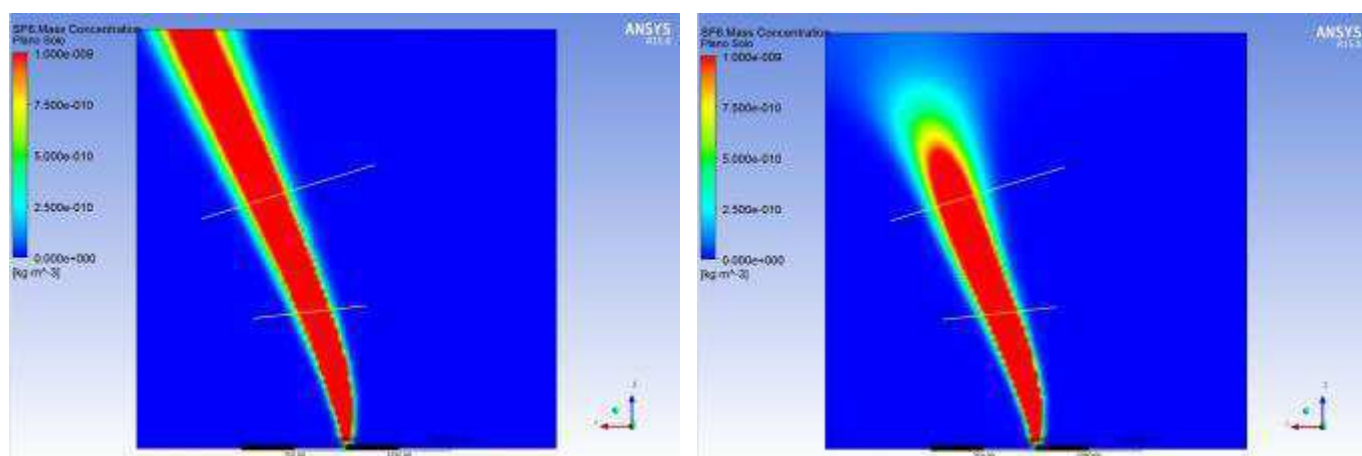 SF6.Mass Concentration
Plano Solo
1.000e-009
7.500e-010
5.000e-010
2.500e-010
0.000e+000
[kg m^-3]
ANSYS
SF6.Mass Concentration
Plano Solo
1.000e-009
7.500e-010
5.000e-010
2.500e-010
0.000e+000
[kg m^-3]
ANSYS